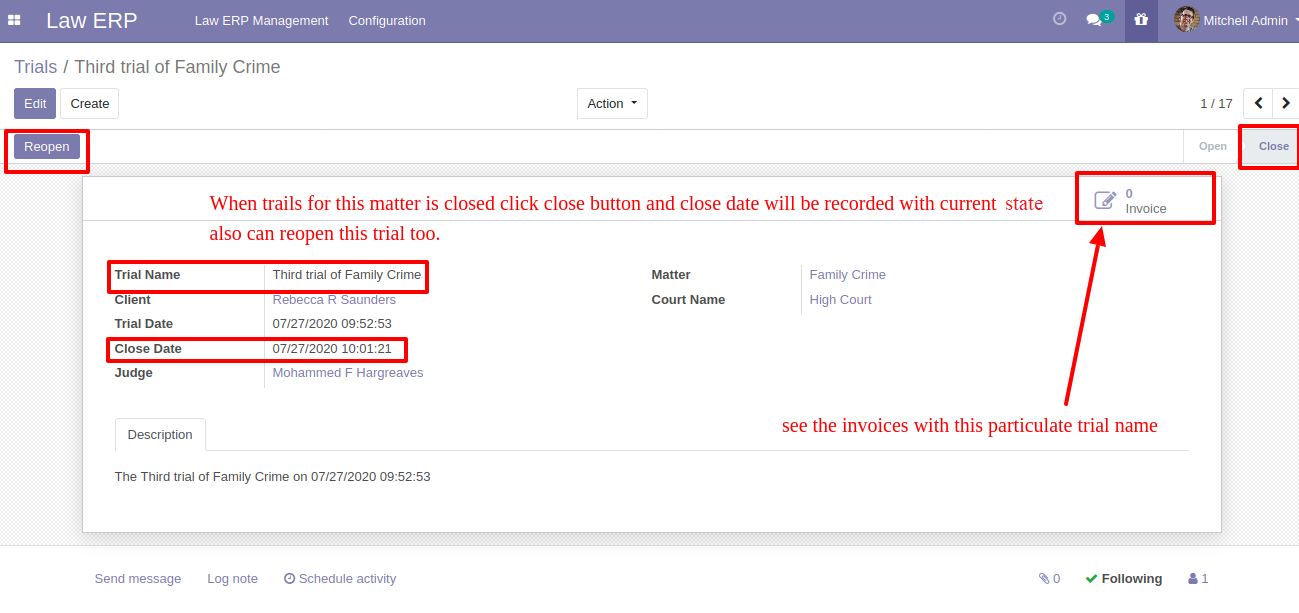 Law ERP Law ERP Management Configuration 3 Mitchell Admin
Trials / Third trial of Family Crime
Edit Create Action 1 / 17
Reopen Open Close
0
Invoice
When trails for this matter is closed click close button and close date will be recorded with current state
also can reopen this trial too.
Trial Name Third trial of Family Crime Matter Family Crime
Client Rebecca R Saunders Court Name High Court
Trial Date 07/27/2020 09:52:53
Close Date 07/27/2020 10:01:21
Judge Mohammed F Hargreaves
see the invoices with this particulate trial name
Description
The Third trial of Family Crime on 07/27/2020 09:52:53
Send message Log note Schedule activity 0 Following 1